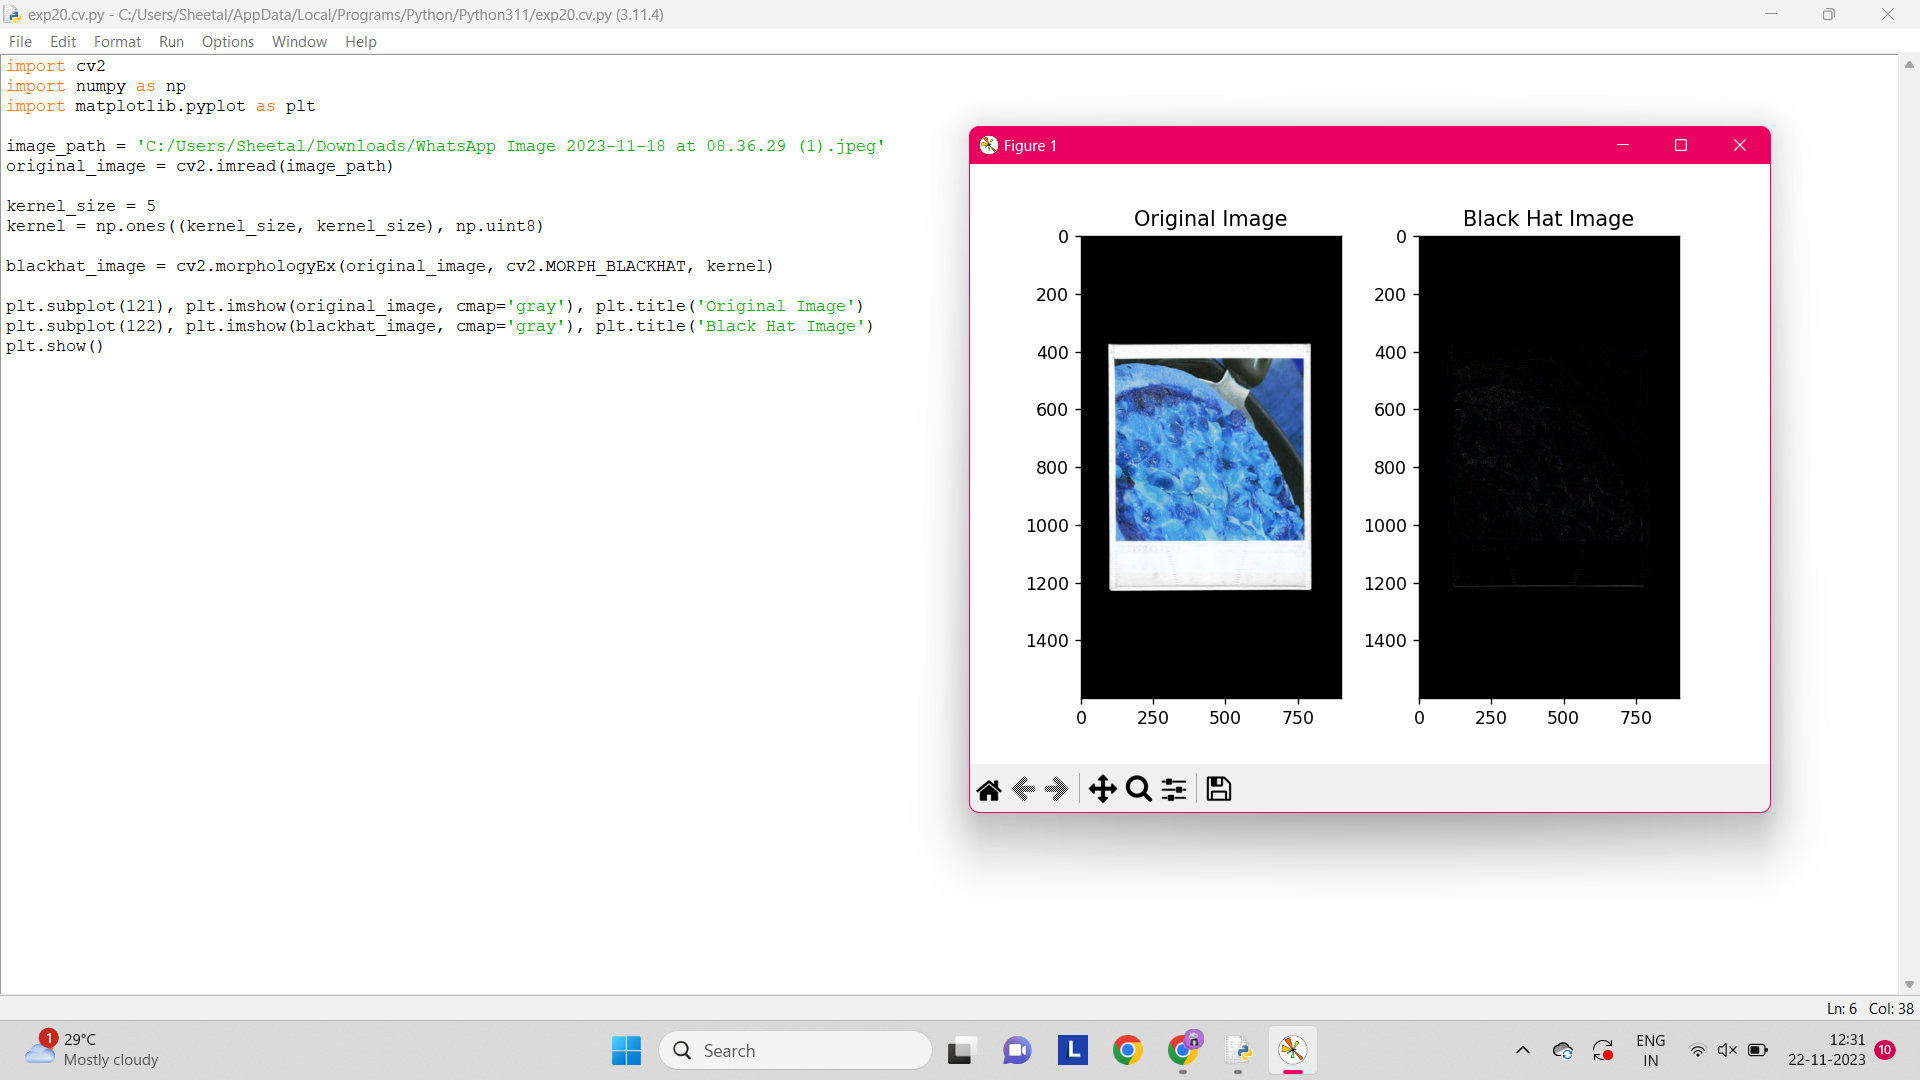 exp20.cv.py - C:/Users/Sheetal/AppData/Local/Programs/Python/Python311/exp20.cv.py (3.11.4)
File Edit Format Run Options Window Help
import cv2
import numpy as np
import matplotlib.pyplot as plt
image_path = 'C:/Users/Sheetal/Downloads/WhatsApp Image 2023-11-18 at 08.36.29 (1).jpeg'
original_image = cv2.imread(image_path)
kernel_size = 5
kernel = np.ones((kernel_size, kernel_size), np.uint8)
blackhat_image = cv2.morphologyEx(original_image, cv2.MORPH_BLACKHAT, kernel)
plt.subplot(121), plt.imshow(original_image, cmap='gray'), plt.title('Original Image')
plt.subplot(122), plt.imshow(blackhat_image, cmap='gray'), plt.title('Black Hat Image')
plt.show()
Figure 1
Original Image
0
200
400
600
800
1000
1200
1400
0 250 500 750
Black Hat Image
0
200
400
600
800
1000
1200
1400
0 250 500 750
Ln: 6 Col: 38
1
29°C
Mostly cloudy
Search
L
ENG
IN
12:31
22-11-2023
10